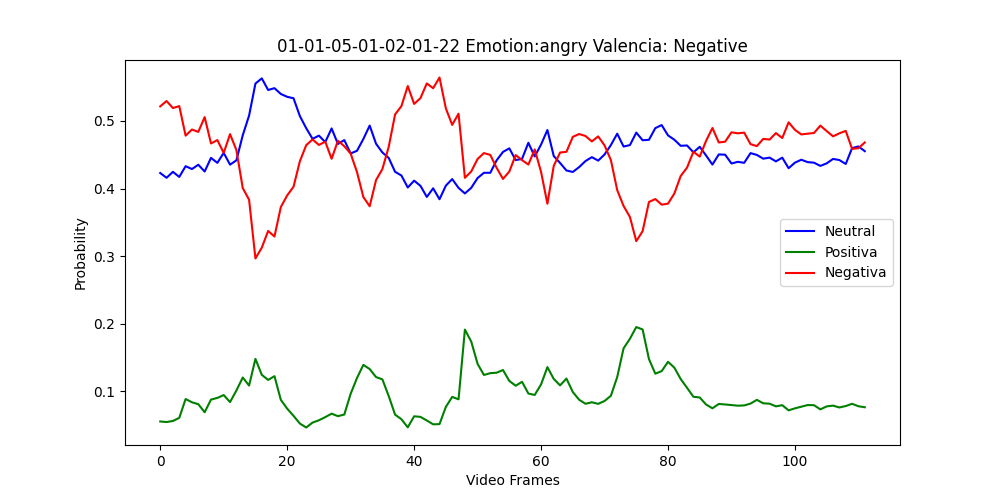 01-01-05-01-02-01-22 Emotion:angry Valencia: Negative
Probability
0.5
0.4
0.3
0.2
0.1
Neutral
Positiva
Negativa
0 20 40 60 80 100
Video Frames